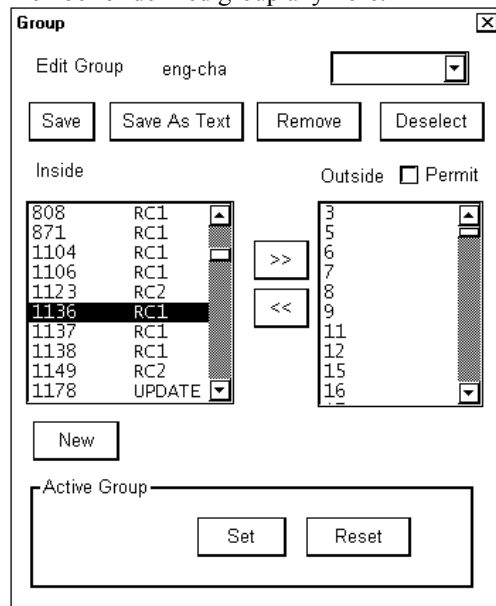 Group
Edit Group eng-cha
Save Save As Text Remove Deselect
Inside Outside Permit
808 RC1 3
871 RC1 5
1104 RC1 6
1106 RC1 7
1123 RC2 8
1136 RC1 9
1137 RC1 11
1138 RC1 12
1149 RC2 15
1178 UPDATE 16
>>
<<
New
Active Group
Set Reset